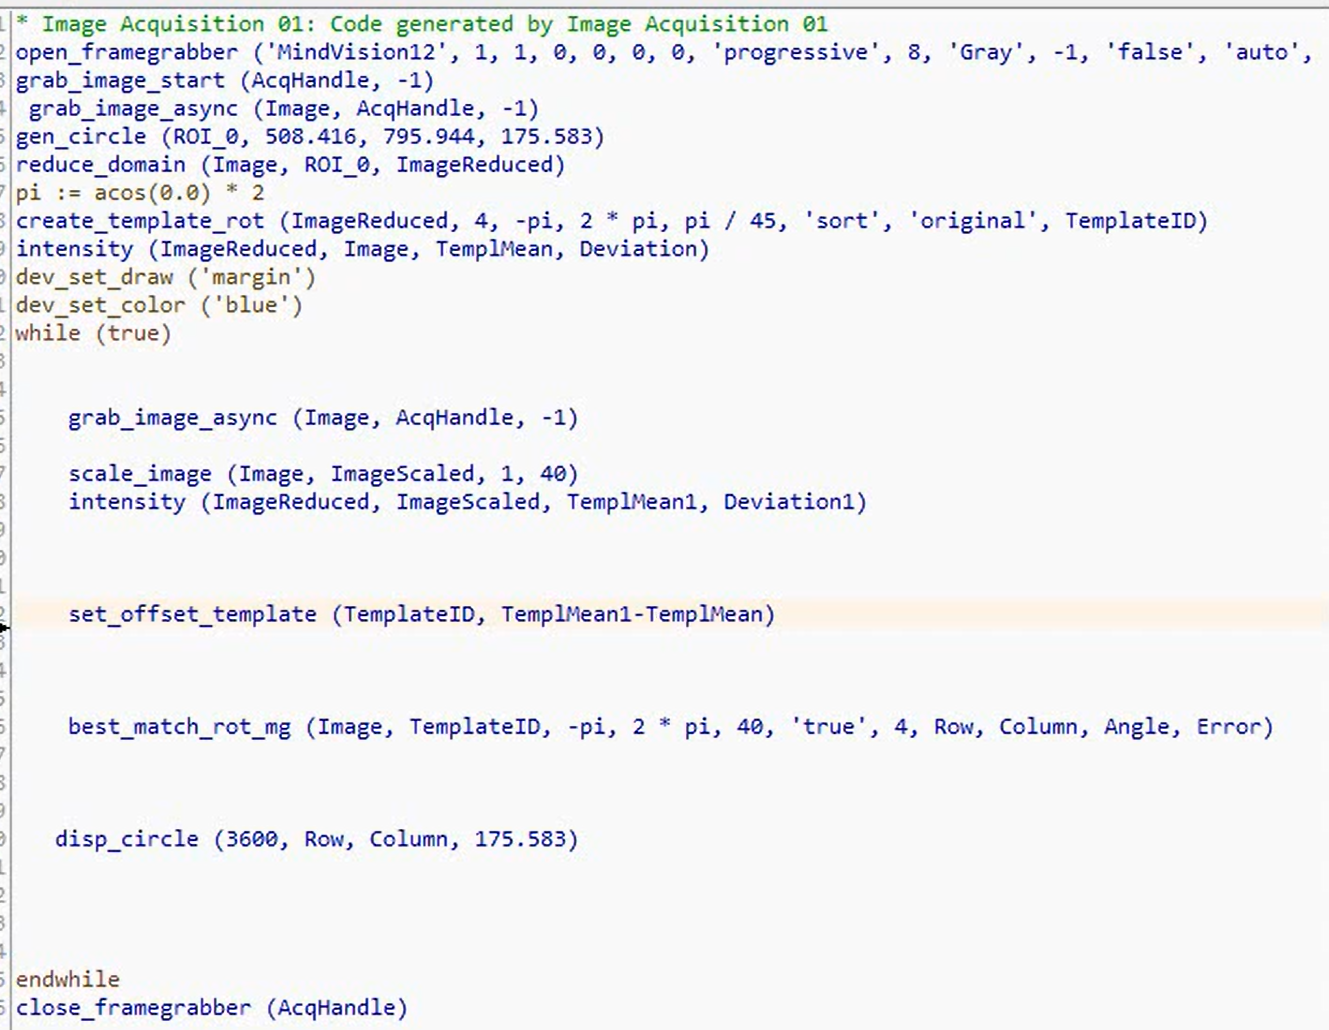 * Image Acquisition 01: Code generated by Image Acquisition 01
open_framegrabber ('MindVision12', 1, 1, 0, 0, 0, 0, 'progressive', 8, 'Gray', -1, 'false', 'auto',
grab_image_start (AcqHandle, -1)
grab_image_async (Image, AcqHandle, -1)
gen_circle (ROI_0, 508.416, 795.944, 175.583)
reduce_domain (Image, ROI_0, ImageReduced)
pi := acos(0.0) * 2
create_template_rot (ImageReduced, 4, -pi, 2 * pi, pi / 45, 'sort', 'original', TemplateID)
intensity (ImageReduced, Image, TemplMean, Deviation)
dev_set_draw ('margin')
dev_set_color ('blue')
while (true)
grab_image_async (Image, AcqHandle, -1)
scale_image (Image, ImageScaled, 1, 40)
intensity (ImageReduced, ImageScaled, TemplMean1, Deviation1)
set_offset_template (TemplateID, TemplMean1-TemplMean)
best_match_rot_mg (Image, TemplateID, -pi, 2 * pi, 40, 'true', 4, Row, Column, Angle, Error)
disp_circle (3600, Row, Column, 175.583)
endwhile
close_framegrabber (AcqHandle)